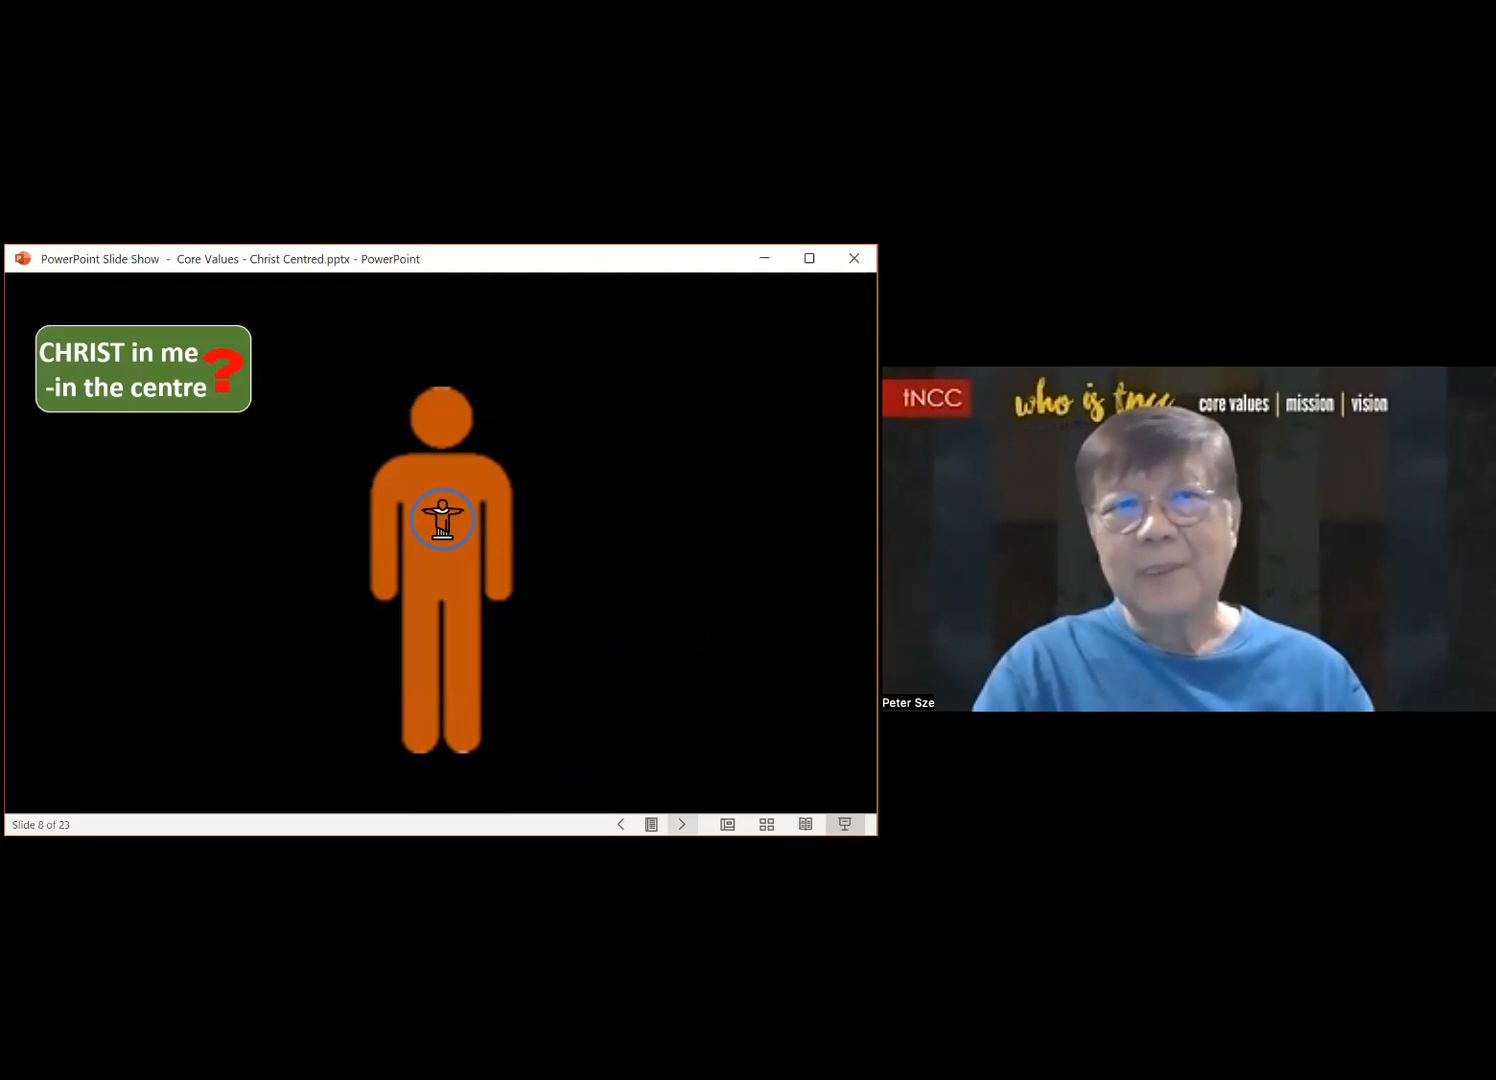 PowerPoint Slide Show - Core Values - Christ Centred.pptx - PowerPoint
CHRIST in me
-in the centre ?
Slide 8 of 23
tNCC
who is tncc
core values | mission | vision
Peter Sze